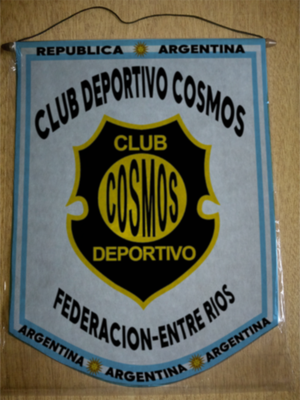 REPUBLICA ARGENTINA
CLUB DEPORTIVO COSMOS
CLUB
COSMOS
DEPORTIVO
FEDERACION-ENTRE RIOS
ARGENTINA ARGENTINA ARGENTINA